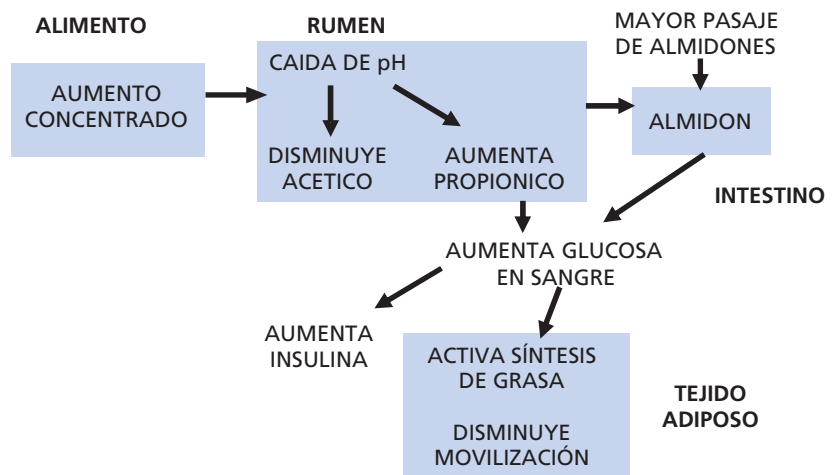 ALIMENTO
RUMEN
MAYOR PASAJE
DE ALMIDONES
AUMENTO
CONCENTRADO
CAIDA DE pH
DISMINUYE
ACETICO
AUMENTA
PROPIONICO
ALMIDON
INTESTINO
AUMENTA GLUCOSA
EN SANGRE
AUMENTA
INSULINA
ACTIVA SÍNTESIS
DE GRASA
DISMINUYE
MOVILIZACIÓN
TEJIDO
ADIPOSO